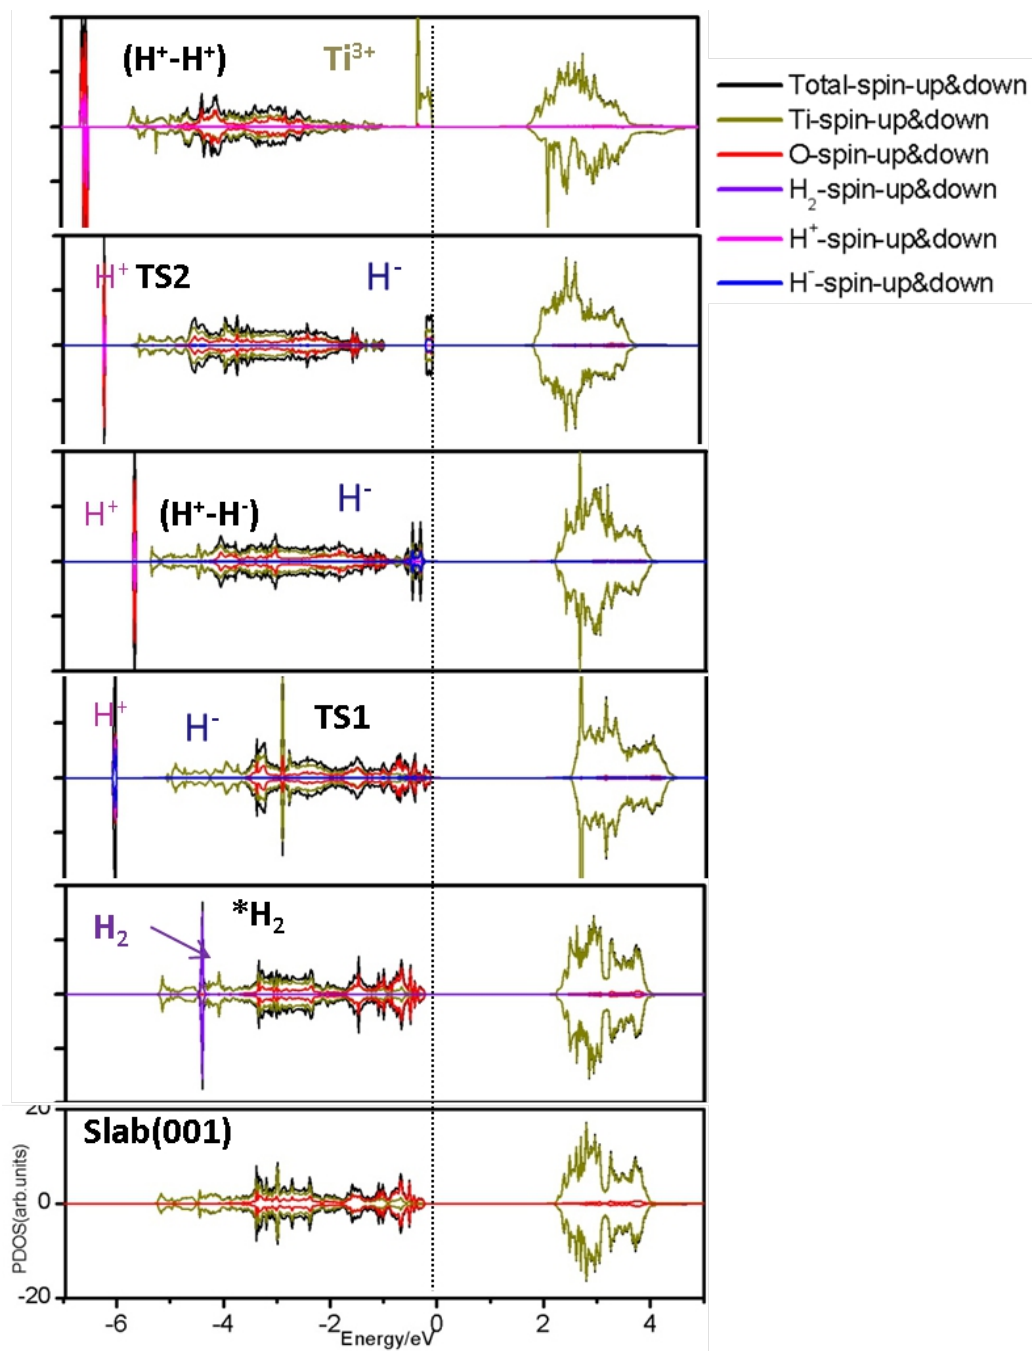 (H⁺-H⁺) Ti³⁺
Total-spin-up&down
Ti-spin-up&down
O-spin-up&down
H₂-spin-up&down
H⁺-spin-up&down
H⁻-spin-up&down
H⁺ TS2 H⁻
H⁺ (H⁺-H⁻) H⁻
H⁺ H⁻ TS1
H₂ *H₂
Slab(001)
20
0
-20
PDOS(arb.units)
-6 -4 -2 0 2 4
Energy/eV